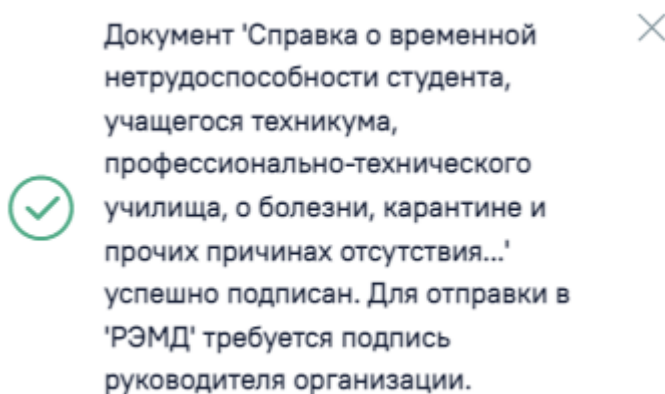 Документ 'Справка о временной
нетрудоспособности студента,
учащегося техникума,
профессионально-технического
училища, о болезни, карантине и
прочих причинах отсутствия...'
успешно подписан. Для отправки в
'РЭМД' требуется подпись
руководителя организации.